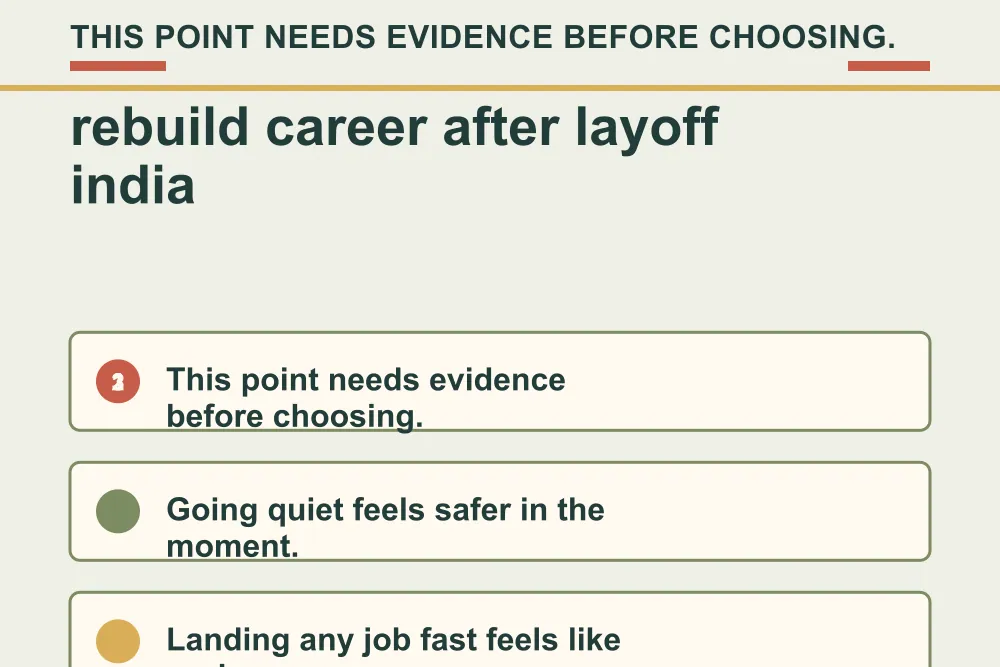 THIS POINT NEEDS EVIDENCE BEFORE CHOOSING.
rebuild career after layoff
india
This point needs evidence
before choosing.
Going quiet feels safer in the
moment.
Landing any job fast feels like